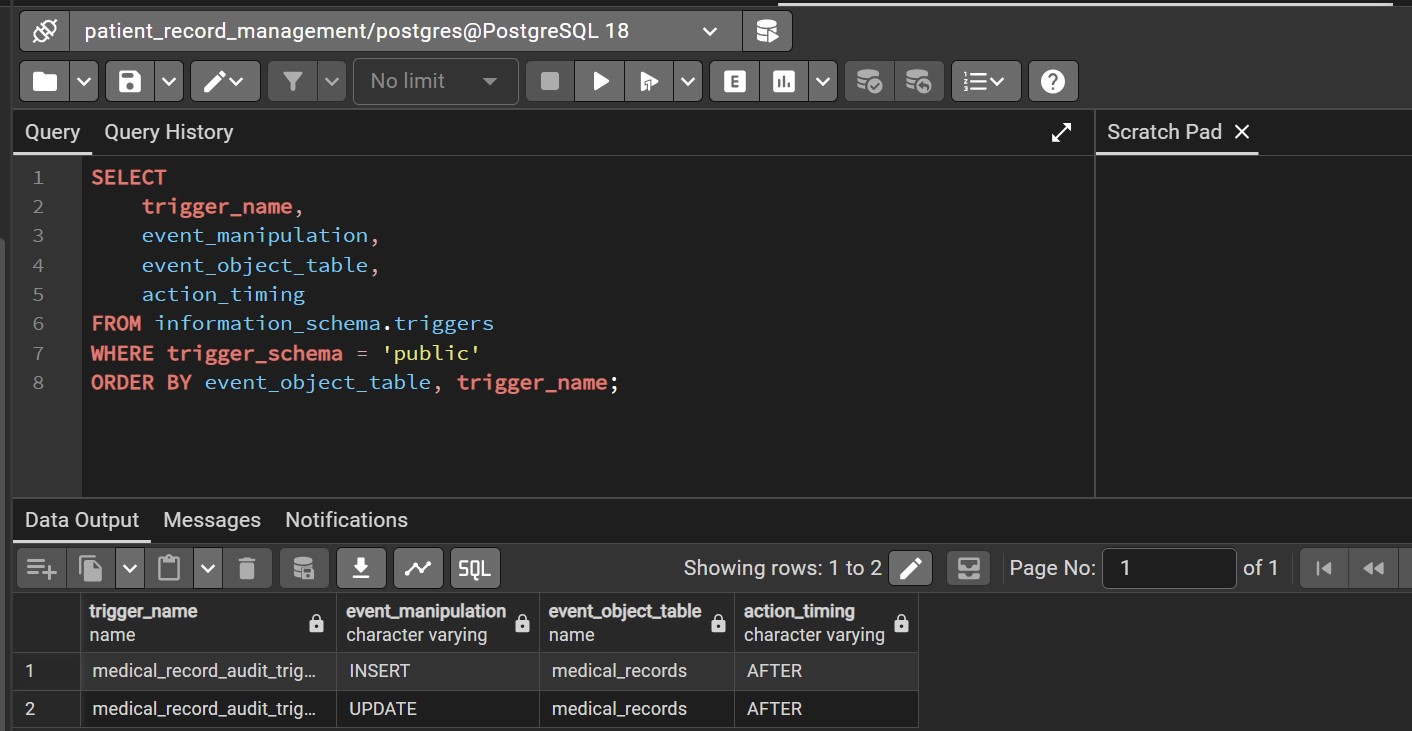 patient_record_management/postgres@PostgreSQL 18
No limit
E
Query Query History
Scratch Pad
1 SELECT
2 trigger_name,
3 event_manipulation,
4 event_object_table,
5 action_timing
6 FROM information_schema.triggers
7 WHERE trigger_schema = 'public'
8 ORDER BY event_object_table, trigger_name;
Data Output Messages Notifications
SQL Showing rows: 1 to 2 Page No: 1 of 1
trigger_name event_manipulation event_object_table action_timing
name character varying name character varying
1 medical_record_audit_trig... INSERT medical_records AFTER
2 medical_record_audit_trig... UPDATE medical_records AFTER